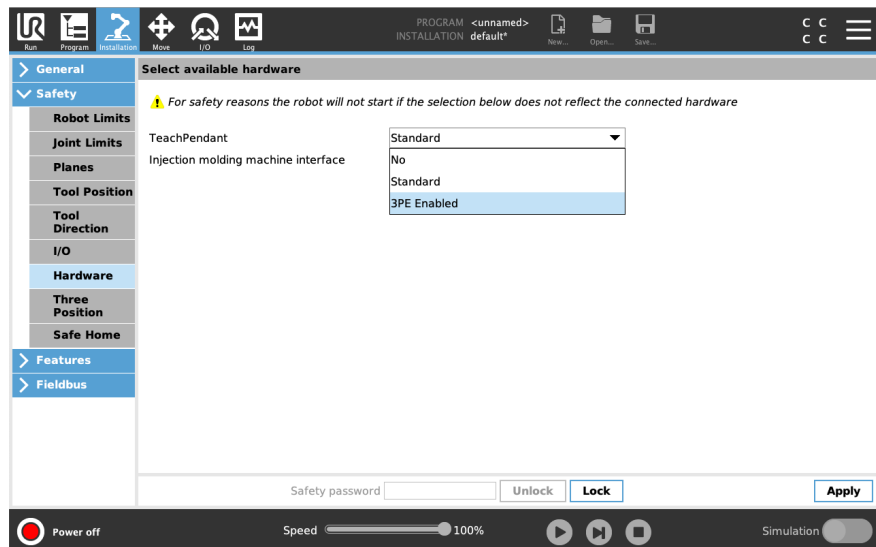 PROGRAM <unnamed>
INSTALLATION default*
C C
C C
Run Program Installation Move I/O Log New... Open... Save...
General
Select available hardware
Safety
For safety reasons the robot will not start if the selection below does not reflect the connected hardware
Robot Limits
Joint Limits
Planes
Tool Position
Tool
Direction
I/O
Hardware
Three
Position
Safe Home
Features
Fieldbus
TeachPendant
Standard
Injection molding machine interface
No
Standard
3PE Enabled
Safety password
Unlock
Lock
Apply
Power off
Speed
100%
Simulation